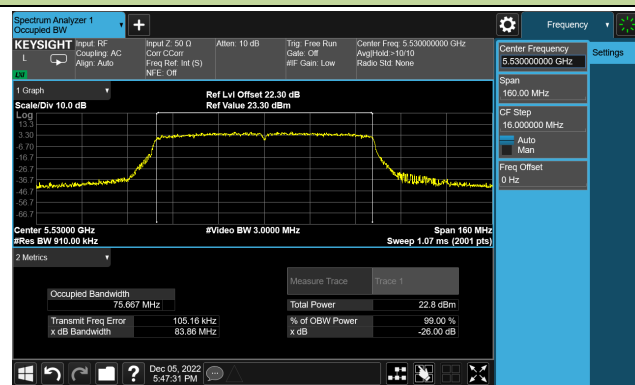 Spectrum Analyzer 1
Occupied BW
+
Frequency
KEYSIGHT
L
LXI
Input: RF
Coupling: AC
Align: Auto
Input Z: 50 Ω
Corr CCorr
Freq Ref: Int (S)
NFE: Off
Atten: 10 dB
Trig: Free Run
Gate: Off
#IF Gain: Low
Center Freq: 5.530000000 GHz
Avg|Hold:>10/10
Radio Std: None
Center Frequency
5.530000000 GHz
Settings
Span
160.00 MHz
CF Step
16.000000 MHz
Auto
Man
Freq Offset
0 Hz
1 Graph
Scale/Div 10.0 dB
Ref Lvl Offset 22.30 dB
Ref Value 23.30 dBm
Log
13.3
3.30
-6.70
-16.7
-26.7
-36.7
-46.7
-56.7
-66.7
Center 5.53000 GHz
#Res BW 910.00 kHz
#Video BW 3.0000 MHz
Span 160 MHz
Sweep 1.07 ms (2001 pts)
2 Metrics
Measure Trace
Trace 1
Occupied Bandwidth
75.667 MHz
Total Power
22.8 dBm
Transmit Freq Error
105.16 kHz
% of OBW Power
99.00 %
x dB Bandwidth
83.86 MHz
x dB
-26.00 dB
?
Dec 05, 2022
5:47:31 PM